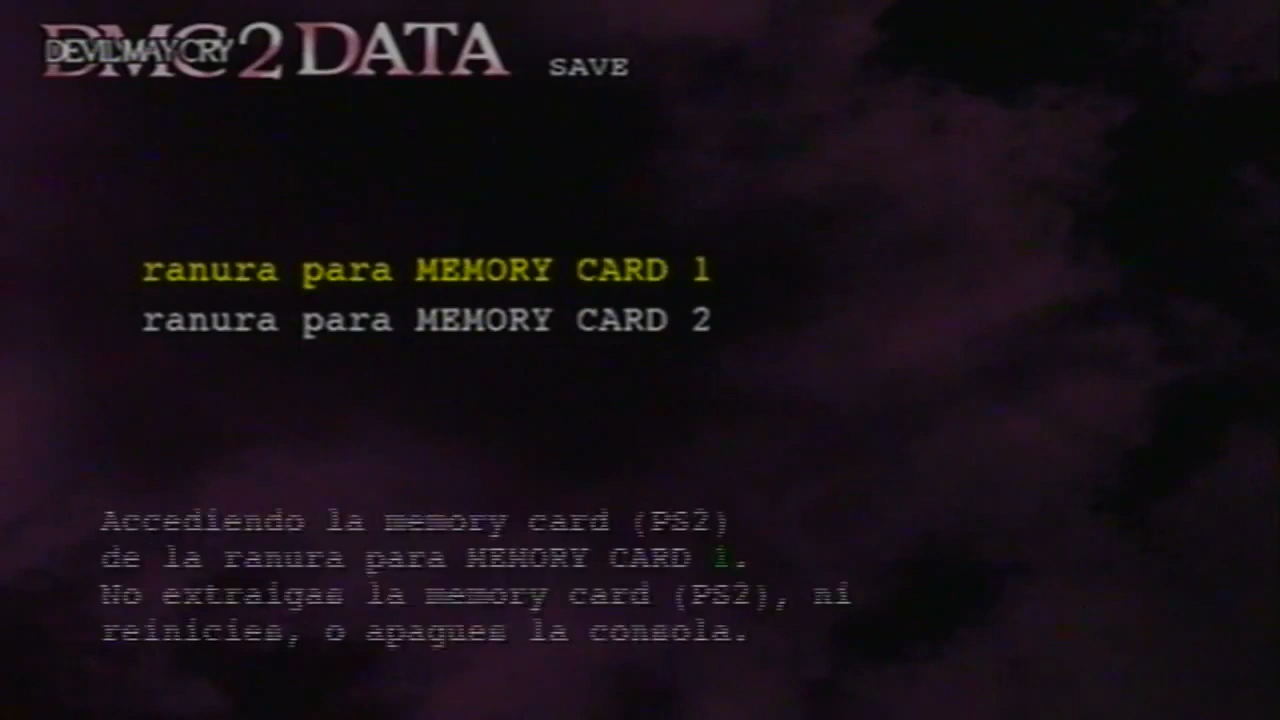 DEVIL MAY CRY DMC 2 DATA SAVE
ranura para MEMORY CARD 1
ranura para MEMORY CARD 2
Accediendo la memory card (PS2)
de la ranura para MEMORY CARD 1.
No extraigas la memory card (PS2), ni
reinicies, o apagues la consola.